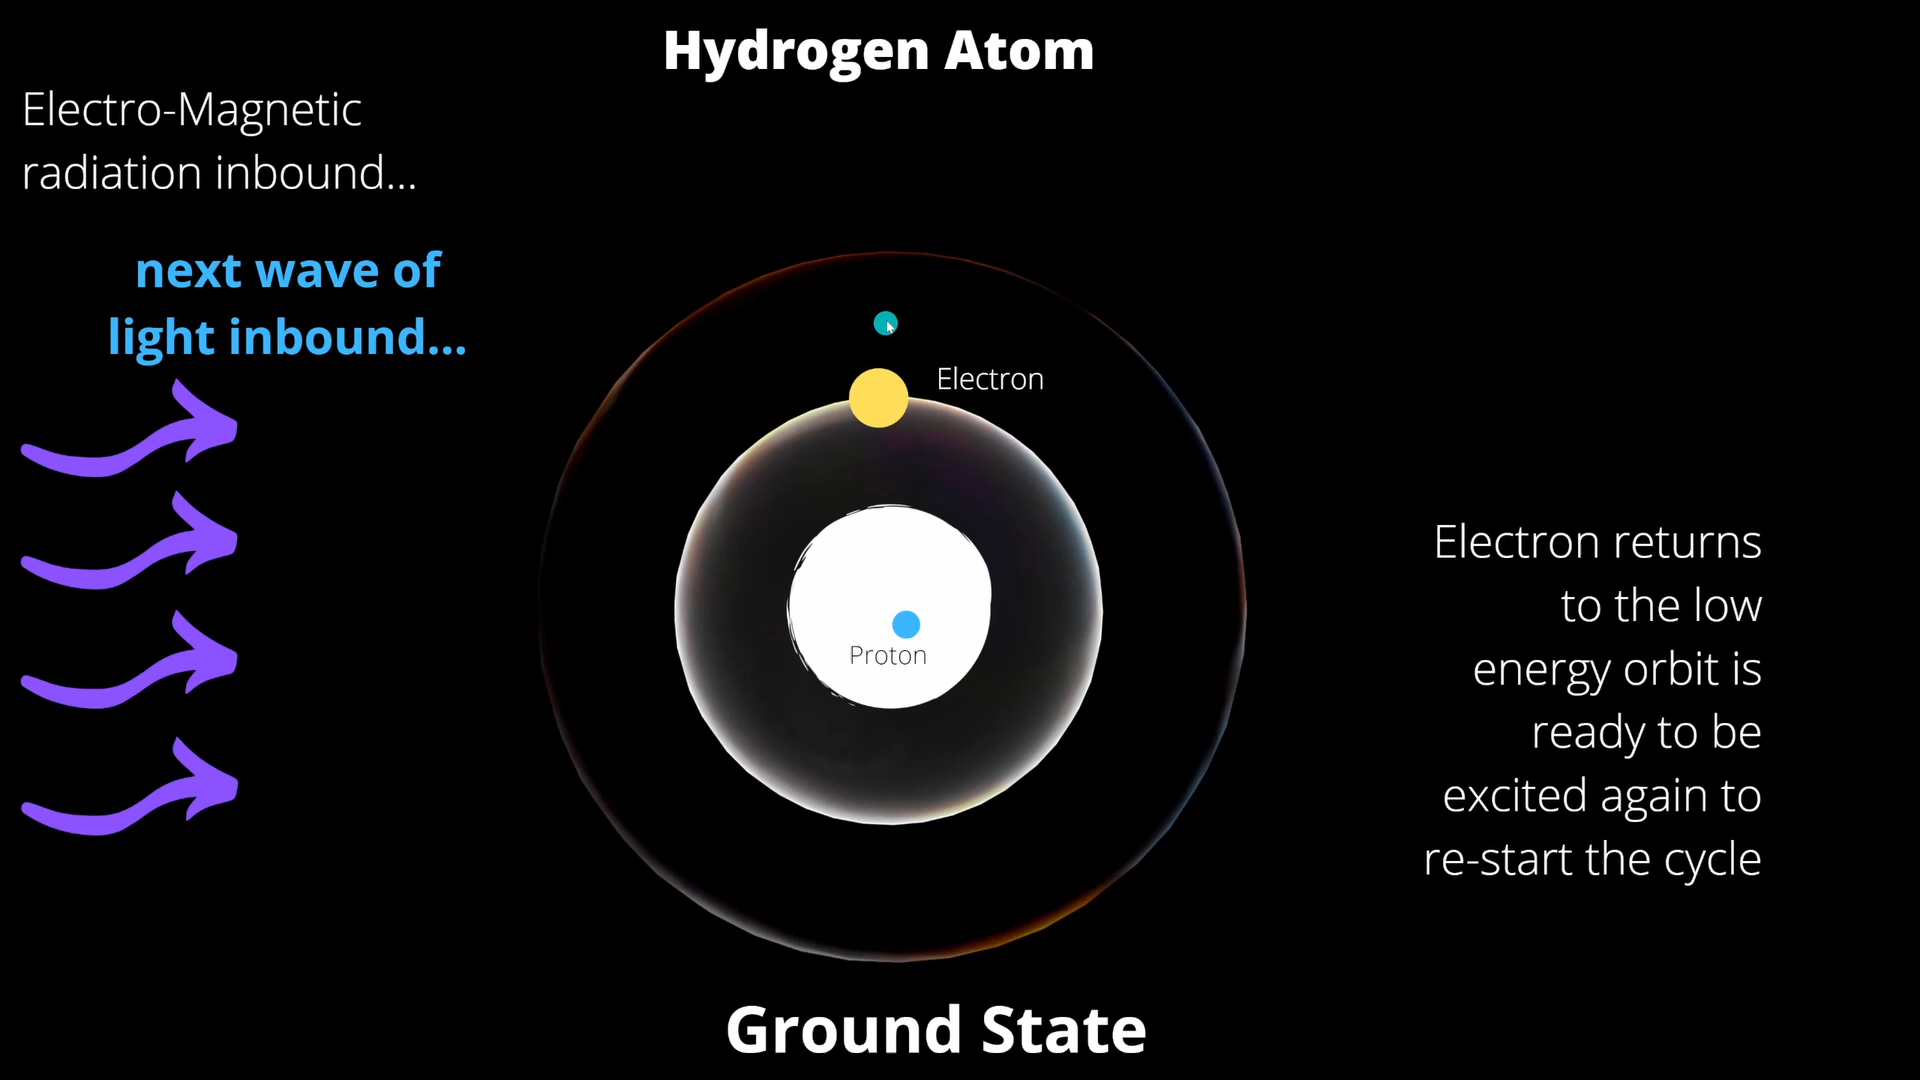 Hydrogen Atom
Electro-Magnetic
radiation inbound...
next wave of
light inbound...
Electron
Proton
Electron returns
to the low
energy orbit is
ready to be
excited again to
re-start the cycle
Ground State